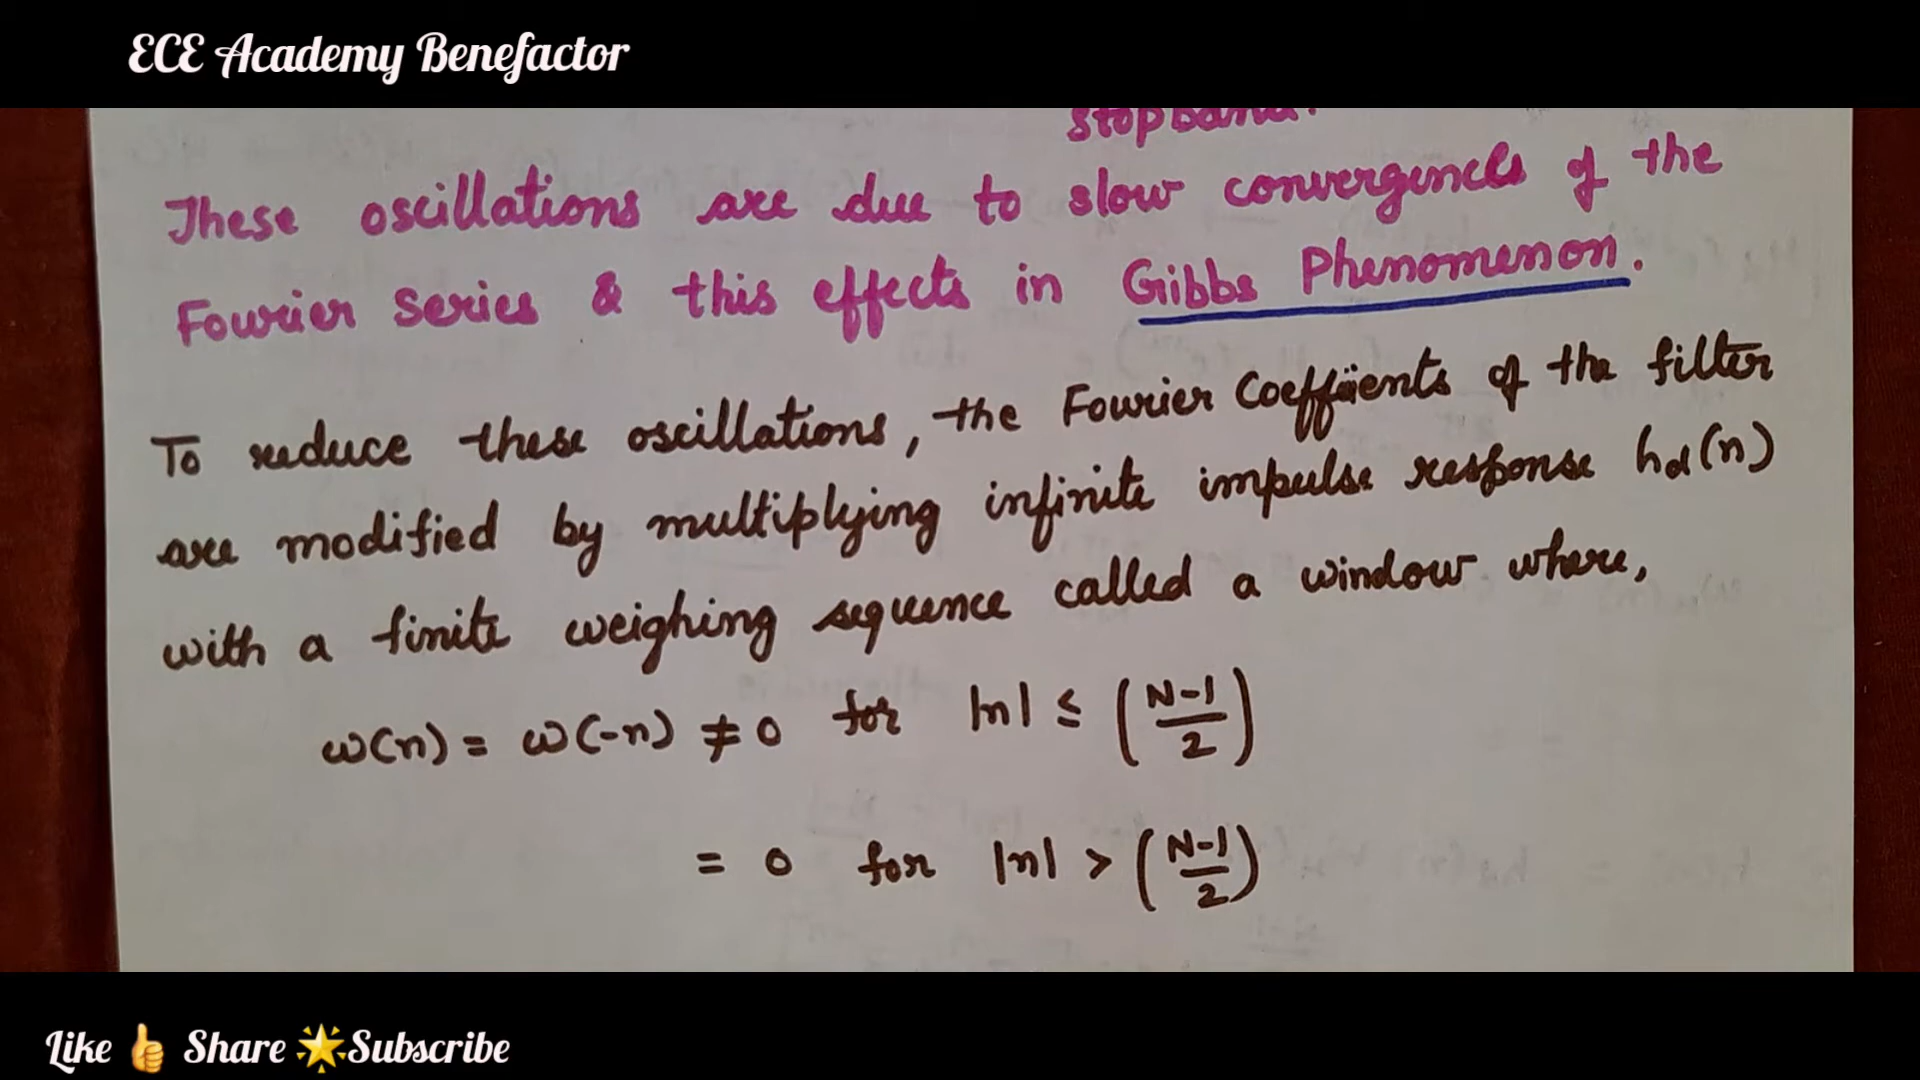 ECE Academy Benefactor
stopband.
These oscillations are due to slow convergences of the
Fourier series & this effects in Gibbs Phenomenon.
To reduce these oscillations, the Fourier Coefficients of the filter
are modified by multiplying infinite impulse response hd(n)
with a finite weighing sequence called a window where,
ω(n) = ω(-n) ≠ 0 for |n| ≤ (N-1/2)
= 0 for |n| > (N-1/2)
Like 👍 Share 🌟Subscribe